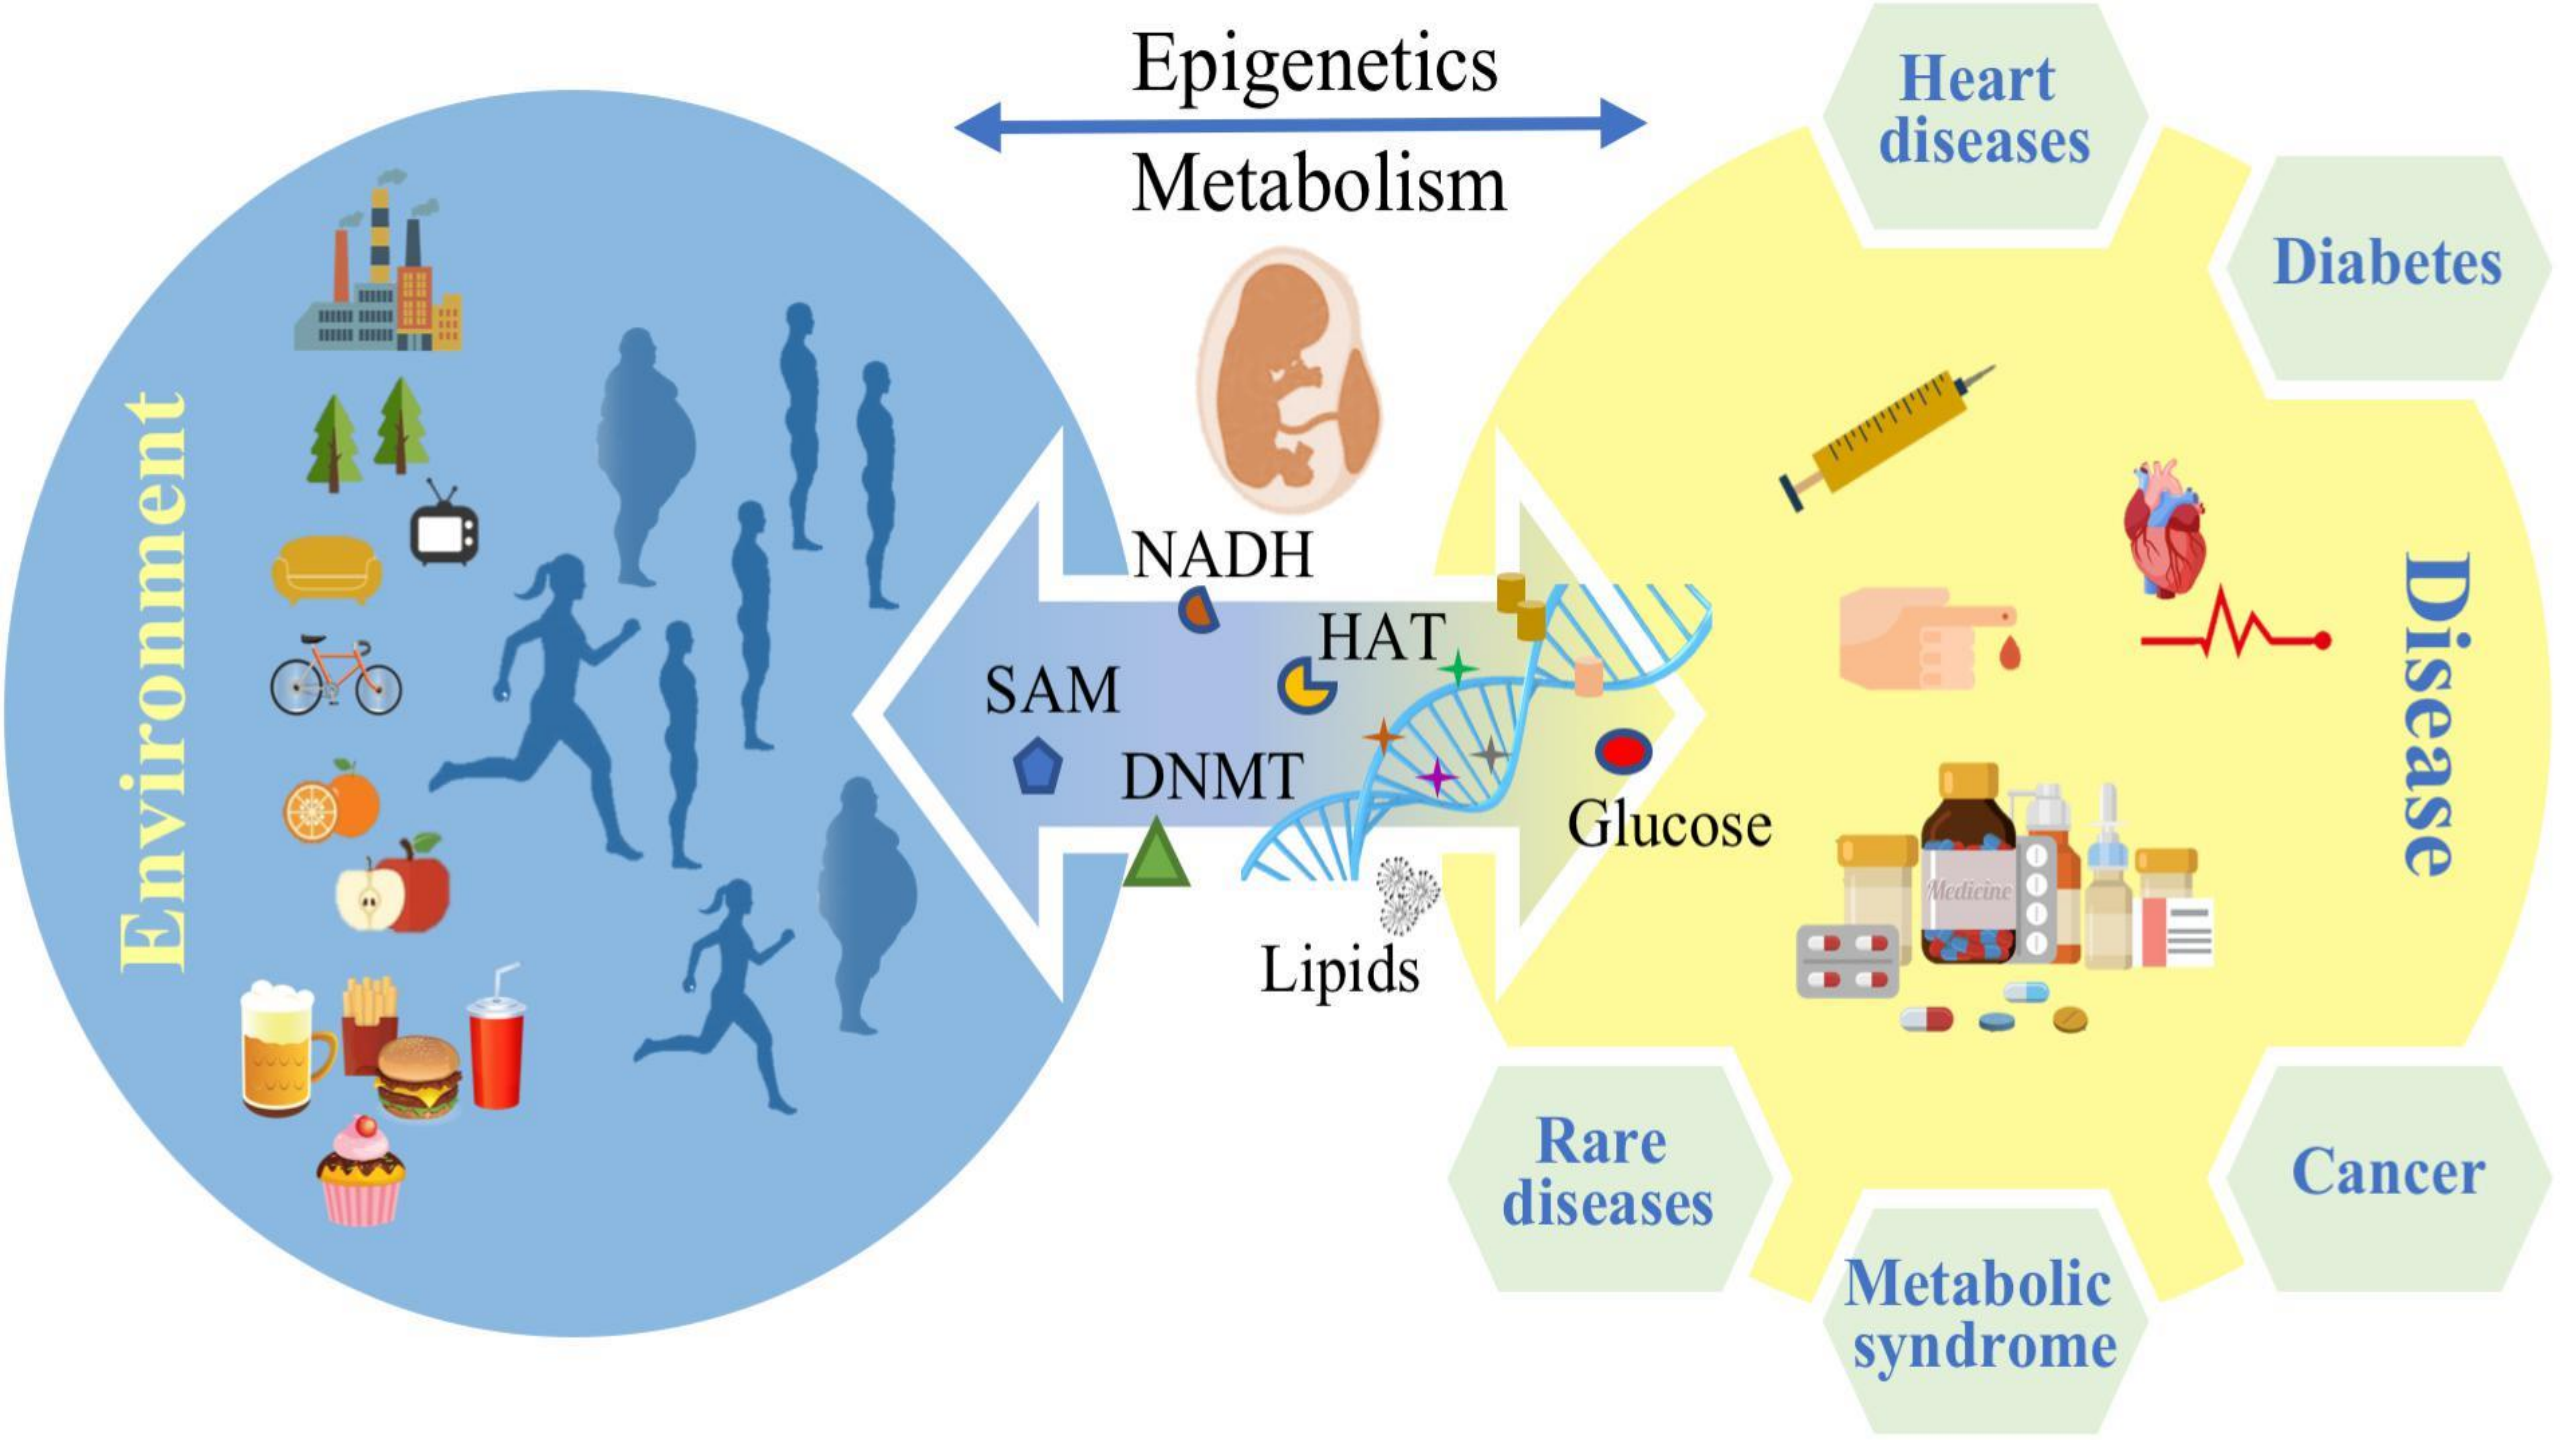 Epigenetics
Metabolism
Environment
NADH
HAT
SAM
DNMT
Glucose
Lipids
Heart
diseases
Diabetes
Disease
Medicine
Rare
diseases
Cancer
Metabolic
syndrome